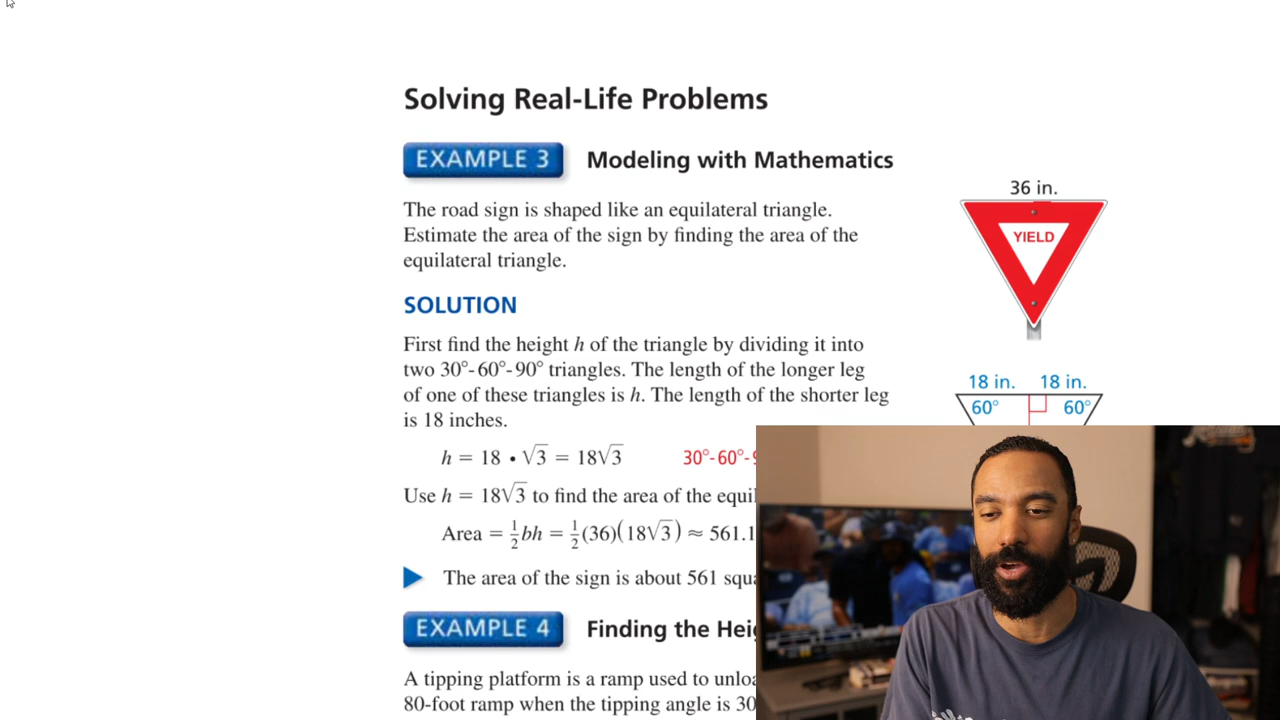 Solving Real-Life Problems
EXAMPLE 3 Modeling with Mathematics
36 in.
The road sign is shaped like an equilateral triangle.
Estimate the area of the sign by finding the area of the
equilateral triangle.
YIELD
SOLUTION
First find the height h of the triangle by dividing it into
two 30°-60°-90° triangles. The length of the longer leg
of one of these triangles is h. The length of the shorter leg
is 18 inches.
18 in. 18 in.
60° 60°
h = 18 • √3 = 18√3 30°-60°-
Use h = 18√3 to find the area of the
Area = 1/2 bh = 1/2 (36)(18√3) ≈ 561.1
The area of the sign is about 561
EXAMPLE 4 Finding the
A tipping platform is a ramp used to
80-foot ramp when the tipping angle is 30